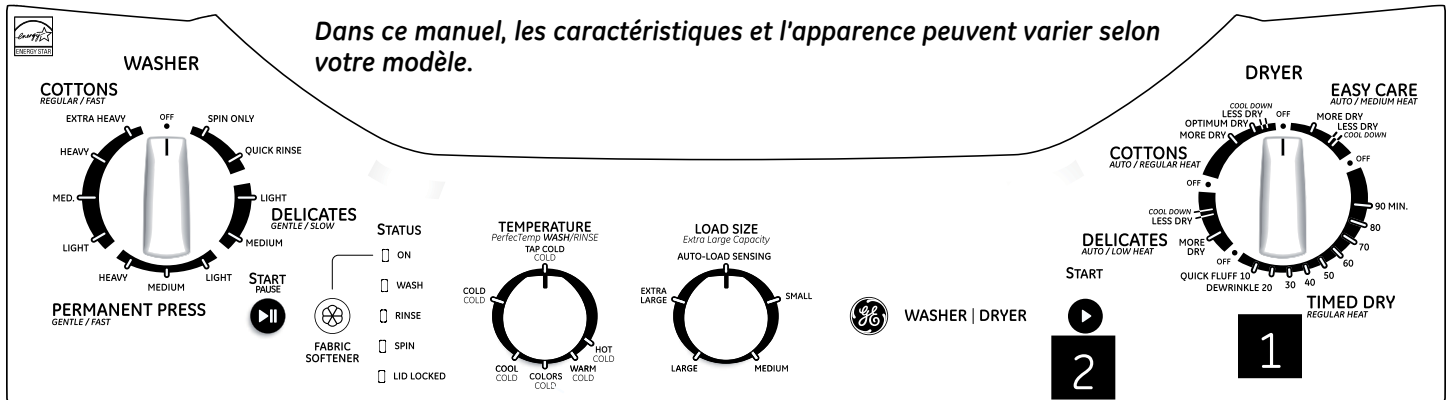 Dans ce manuel, les caractéristiques et l'apparence peuvent varier selon
votre modèle.
energy
ENERGY STAR
WASHER
COTTONS
REGULAR / FAST
EXTRA HEAVY
OFF
SPIN ONLY
HEAVY
QUICK RINSE
MED.
LIGHT
DELICATES
GENTLE / SLOW
LIGHT
MEDIUM
HEAVY
MEDIUM
LIGHT
PERMANENT PRESS
GENTLE / FAST
START
PAUSE
FABRIC
SOFTENER
STATUS
ON
WASH
RINSE
SPIN
LID LOCKED
TEMPERATURE
PerfecTemp WASH/RINSE
TAP COLD
COLD
COLD
COLD
HOT
COLD
COOL
COLD
COLORS
COLD
WARM
COLD
LOAD SIZE
Extra Large Capacity
AUTO-LOAD SENSING
EXTRA
LARGE
SMALL
LARGE
MEDIUM
GE
WASHER | DRYER
DRYER
EASY CARE
AUTO / MEDIUM HEAT
COOL DOWN
LESS DRY
OPTIMUM DRY
MORE DRY
OFF
MORE DRY
LESS DRY
COOL DOWN
OFF
COTTONS
AUTO / REGULAR HEAT
OFF
COOL DOWN
LESS DRY
DELICATES
AUTO / LOW HEAT
MORE
DRY
OFF
90 MIN.
80
70
60
50
40
30
QUICK FLUFF 10
DEWRINKLE 20
TIMED DRY
REGULAR HEAT
START
1
2